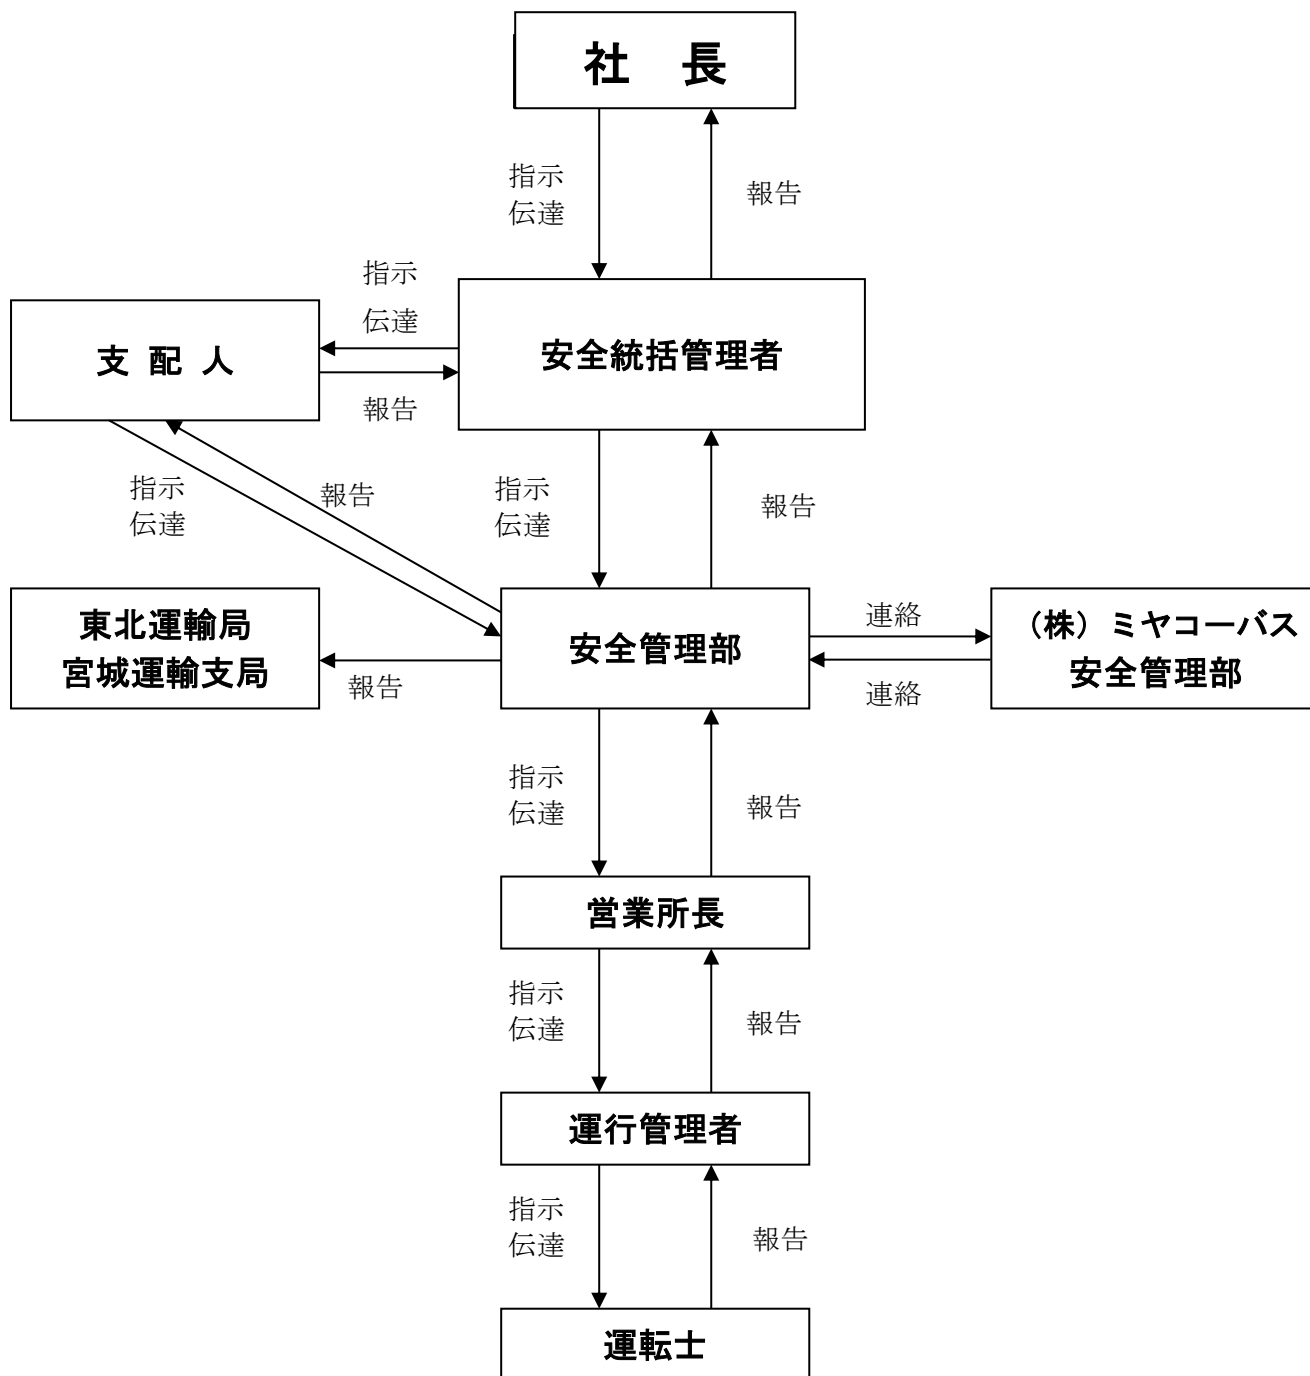 社　長
指示
伝達
報告
指示
伝達
支 配 人
安全統括管理者
報告
指示
伝達
報告
指示
伝達
報告
東北運輸局
宮城運輸支局
報告
安全管理部
連絡
連絡
（株）ミヤコーバス
安全管理部
指示
伝達
報告
営業所長
指示
伝達
報告
運行管理者
指示
伝達
報告
運転士